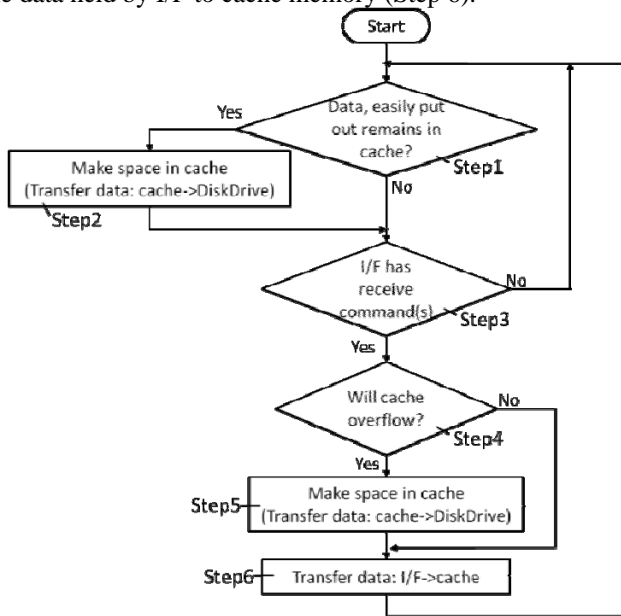 e data held by I/F to cache memory (Step 6).
Start
Yes
Data, easily put
out remains in
cache?
Step1
Make space in cache
(Transfer data: cache->DiskDrive)
Step2
No
I/F has
receive
command(s)
No
Step3
Yes
Will cache
overflow?
No
Step4
Yes
Step5
Make space in cache
(Transfer data: cache->DiskDrive)
Step6
Transfer data: I/F->cache